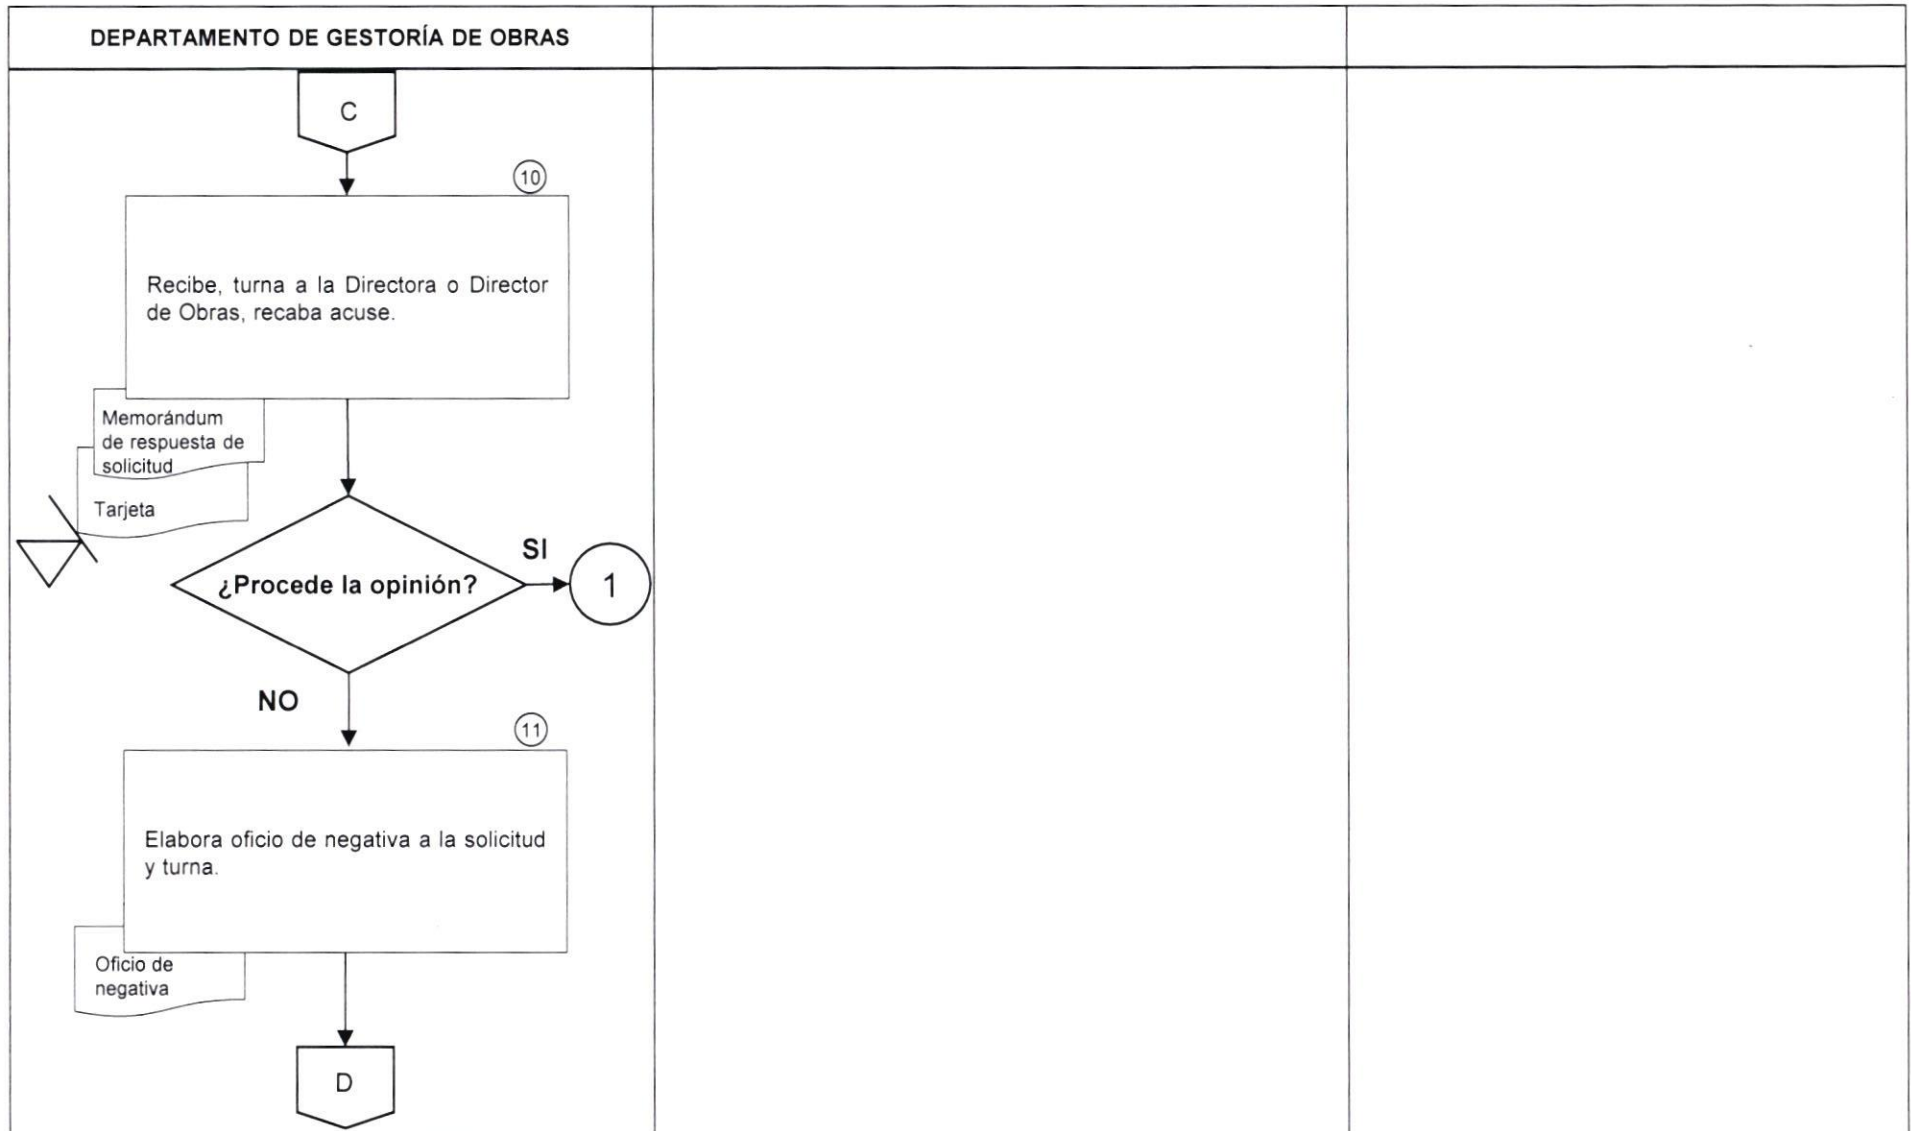 DEPARTAMENTO DE GESTORÍA DE OBRAS
C
10
Recibe, turna a la Directora o Director
de Obras, recaba acuse.
Memorándum
de respuesta de
solicitud
Tarjeta
SI
¿Procede la opinión?
1
NO
11
Elabora oficio de negativa a la solicitud
y turna.
Oficio de
negativa
D